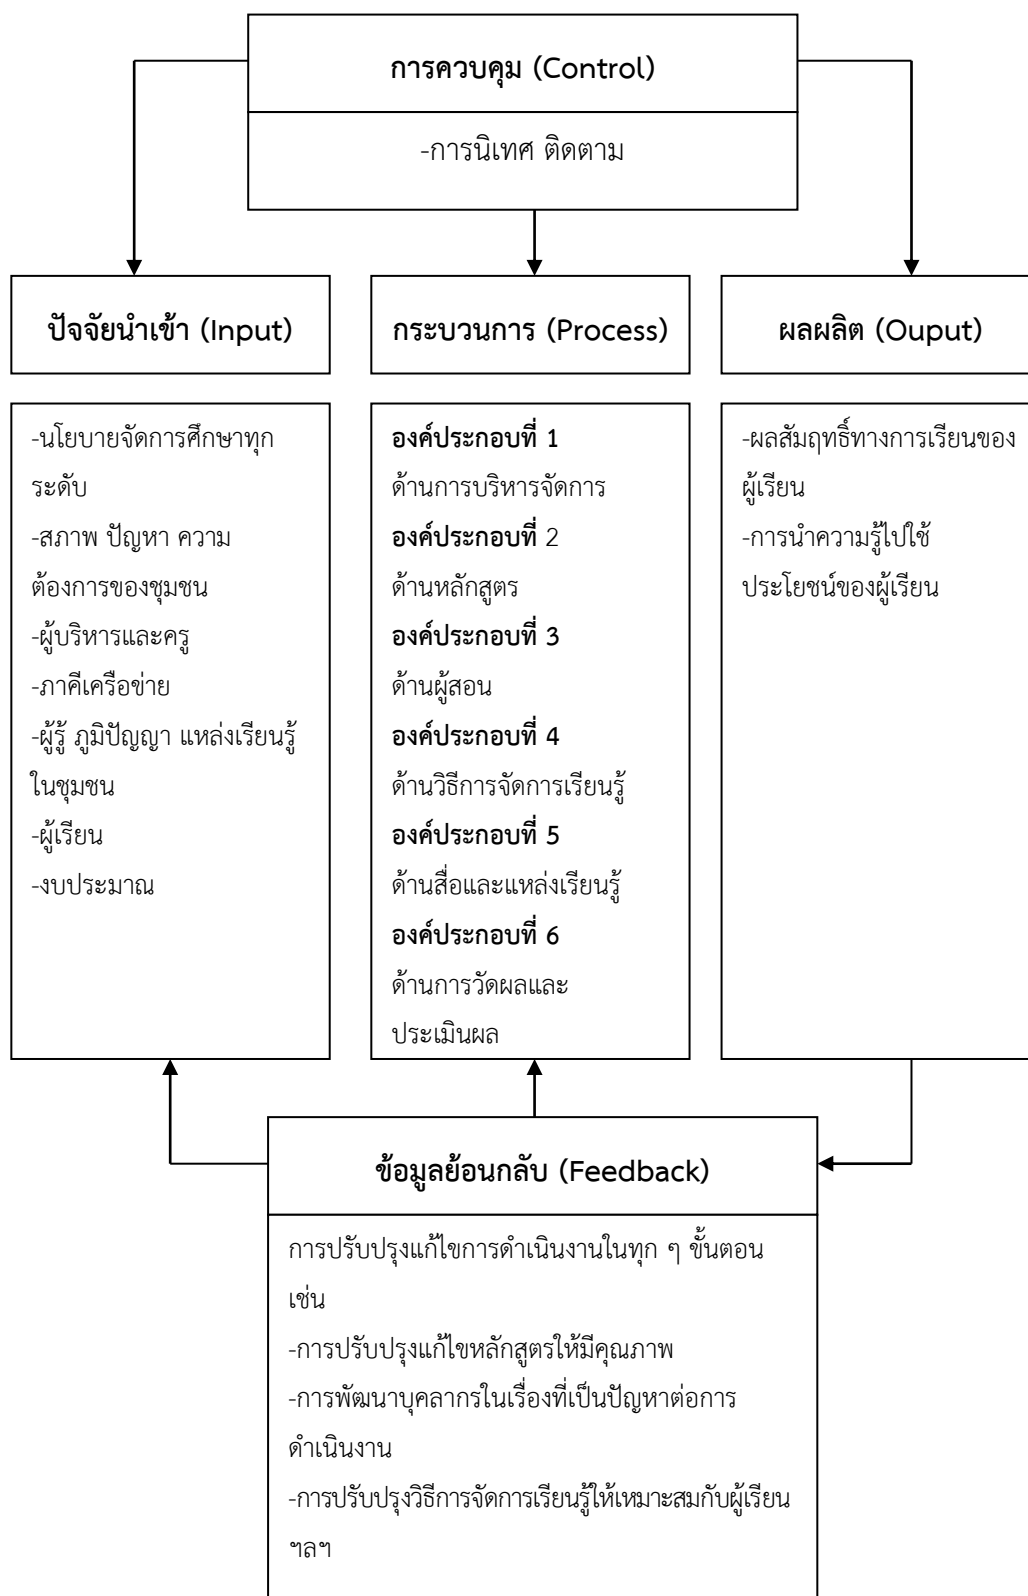 การควบคุม (Control)
-การนิเทศ ติดตาม
ปัจจัยนำเข้า (Input)
-นโยบายจัดการศึกษาทุก
ระดับ
-สภาพ ปัญหา ความ
ต้องการของชุมชน
-ผู้บริหารและครู
-ภาคีเครือข่าย
-ผู้รู้ ภูมิปัญญา แหล่งเรียนรู้
ในชุมชน
-ผู้เรียน
-งบประมาณ
กระบวนการ (Process)
องค์ประกอบที่ 1
ด้านการบริหารจัดการ
องค์ประกอบที่ 2
ด้านหลักสูตร
องค์ประกอบที่ 3
ด้านผู้สอน
องค์ประกอบที่ 4
ด้านวิธีการจัดการเรียนรู้
องค์ประกอบที่ 5
ด้านสื่อและแหล่งเรียนรู้
องค์ประกอบที่ 6
ด้านการวัดผลและ
ประเมินผล
ผลผลิต (Ouput)
-ผลสัมฤทธิ์ทางการเรียนของ
ผู้เรียน
-การนำความรู้ไปใช้
ประโยชน์ของผู้เรียน
ข้อมูลย้อนกลับ (Feedback)
การปรับปรุงแก้ไขการดำเนินงานในทุก ๆ ขั้นตอน
เช่น
-การปรับปรุงแก้ไขหลักสูตรให้มีคุณภาพ
-การพัฒนาบุคลากรในเรื่องที่เป็นปัญหาต่อการ
ดำเนินงาน
-การปรับปรุงวิธีการจัดการเรียนรู้ให้เหมาะสมกับผู้เรียน
ฯลฯ